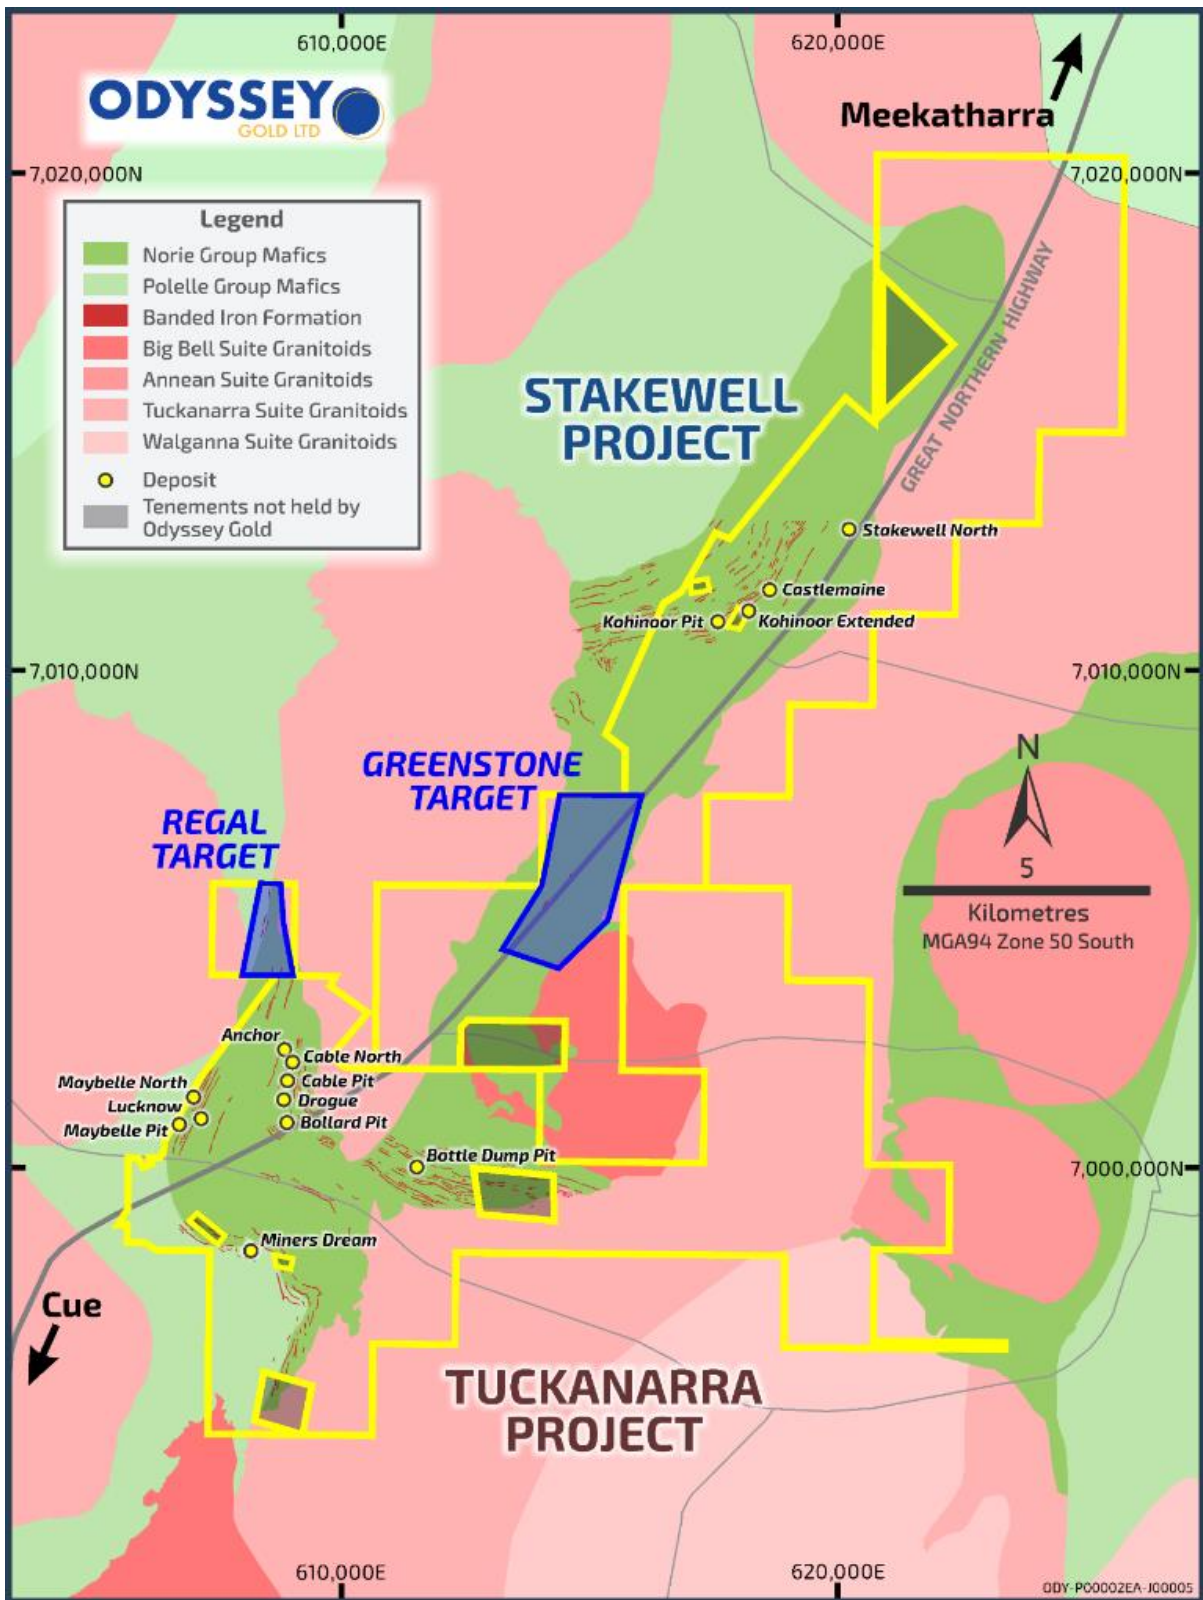 610,000E
620,000E
ODYSSEY
GOLD LTD
Meekatharra
7,020,000N
7,020,000N
Legend
Norie Group Mafics
Polelle Group Mafics
Banded Iron Formation
Big Bell Suite Granitoids
Annean Suite Granitoids
Tuckanarra Suite Granitoids
Walganna Suite Granitoids
Deposit
Tenements not held by
Odyssey Gold
GREAT NORTHERN HIGHWAY
STAKEWELL
PROJECT
Stakewell North
Castlemaine
Kohinoor Pit
Kohinoor Extended
7,010,000N
7,010,000N
GREENSTONE
TARGET
REGAL
TARGET
N
5
Kilometres
MGA94 Zone 50 South
Anchor
Cable North
Maybelle North
Cable Pit
Lucknow
Drogue
Maybelle Pit
Bollard Pit
Bottle Dump Pit
7,000,000N
Miners Dream
Cue
TUCKANARRA
PROJECT
610,000E
620,000E
ODY-P00002EA-J00005